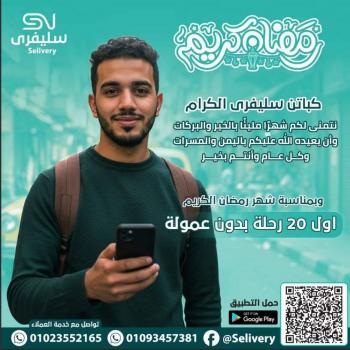 سليفرى
Selivery
رمضان كريم
كباتن سليفرى الكرام
نتمنى لكم شهرًا مليئًا بالخير والبركات
وأن يعيده الله عليكم باليمن والمسرات
وكل عام وأنتم بخير
وبمناسبة شهر رمضان الكريم
اول 20 رحلة بدون عمولة
حمل التطبيق
GET IT ON
Google Play
تواصل مع خدمة العملاء
01023552165 01093457381 @Selivery